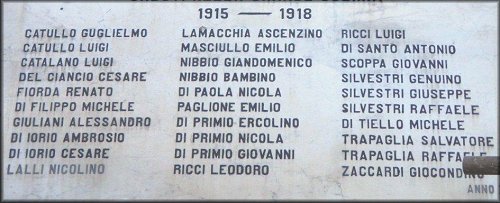 1915 — 1918
CATULLO GUGLIELMO
CATULLO LUIGI
CATALANO LUIGI
DEL CIANCIO CESARE
FIORDA RENATO
DI FILIPPO MICHELE
GIULIANI ALESSANDRO
DI IORIO AMBROSIO
DI IORIO CESARE
LALLI NICOLINO
LAMACCHIA ASCENZINO
MASCIULLO EMILIO
NIBBIO GIANDOMENICO
NIBBIO BAMBINO
DI PAOLA NICOLA
PAGLIONE EMILIO
DI PRIMIO ERCOLINO
DI PRIMIO NICOLA
DI PRIMIO GIOVANNI
RICCI LEODORO
RICCI LUIGI
DI SANTO ANTONIO
SCOPPA GIOVANNI
SILVESTRI GENUINO
SILVESTRI GIUSEPPE
SILVESTRI RAFFAELE
DI TIELLO MICHELE
TRAPAGLIA SALVATORE
TRAPAGLIA RAFFAELE
ZACCARDI GIOCONDINO
ANNO